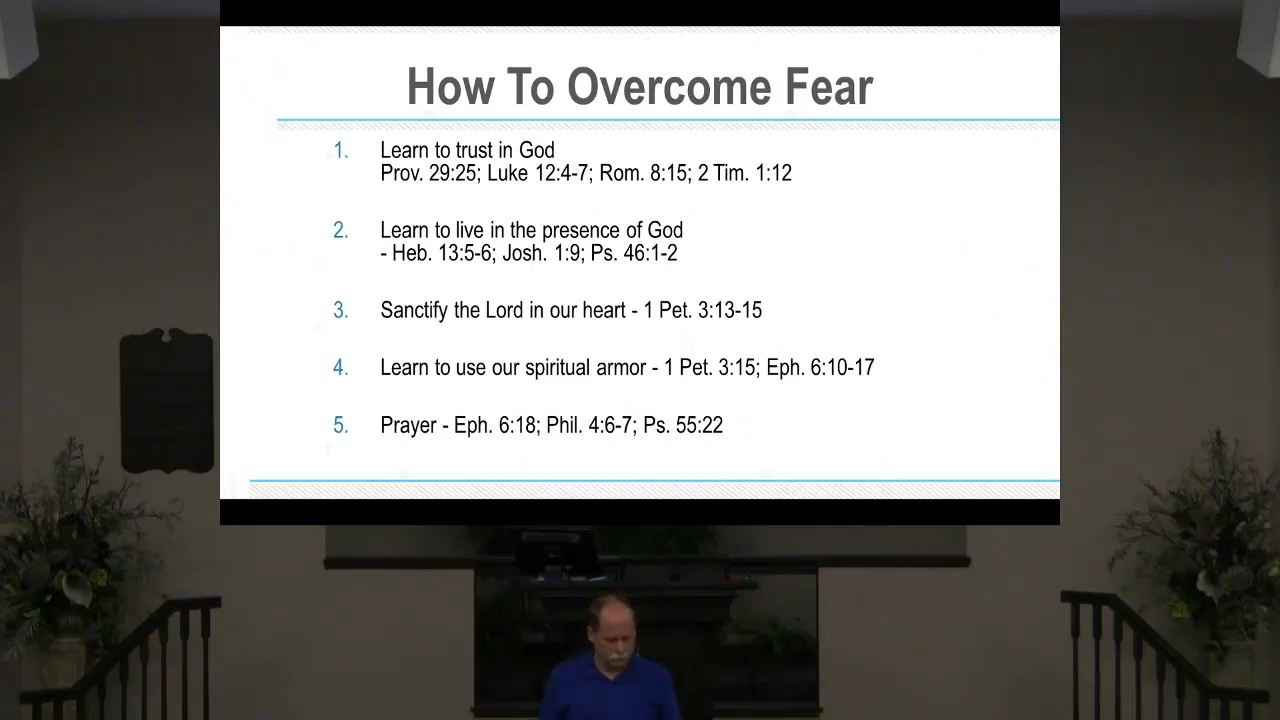 How To Overcome Fear
1. Learn to trust in God
Prov. 29:25; Luke 12:4-7; Rom. 8:15; 2 Tim. 1:12
2. Learn to live in the presence of God
- Heb. 13:5-6; Josh. 1:9; Ps. 46:1-2
3. Sanctify the Lord in our heart - 1 Pet. 3:13-15
4. Learn to use our spiritual armor - 1 Pet. 3:15; Eph. 6:10-17
5. Prayer - Eph. 6:18; Phil. 4:6-7; Ps. 55:22